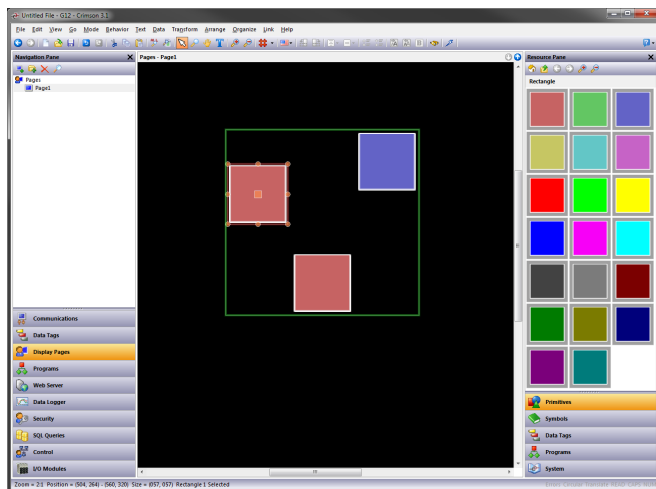 Untitled File - G12 - Crimson 3.1
File Edit View Go Mode Behavior Text Data Transform Arrange Organize Link Help
Navigation Pane
Pages - Page1
Resource Pane
Pages
Page1
Rectangle
Communications
Data Tags
Display Pages
Programs
Web Server
Data Logger
Security
SQL Queries
Control
I/O Modules
Primitives
Symbols
Data Tags
Programs
System
Zoom = 2:1 Position = (504, 264) - (560, 320) Size = (057, 057) Rectangle 1 Selected